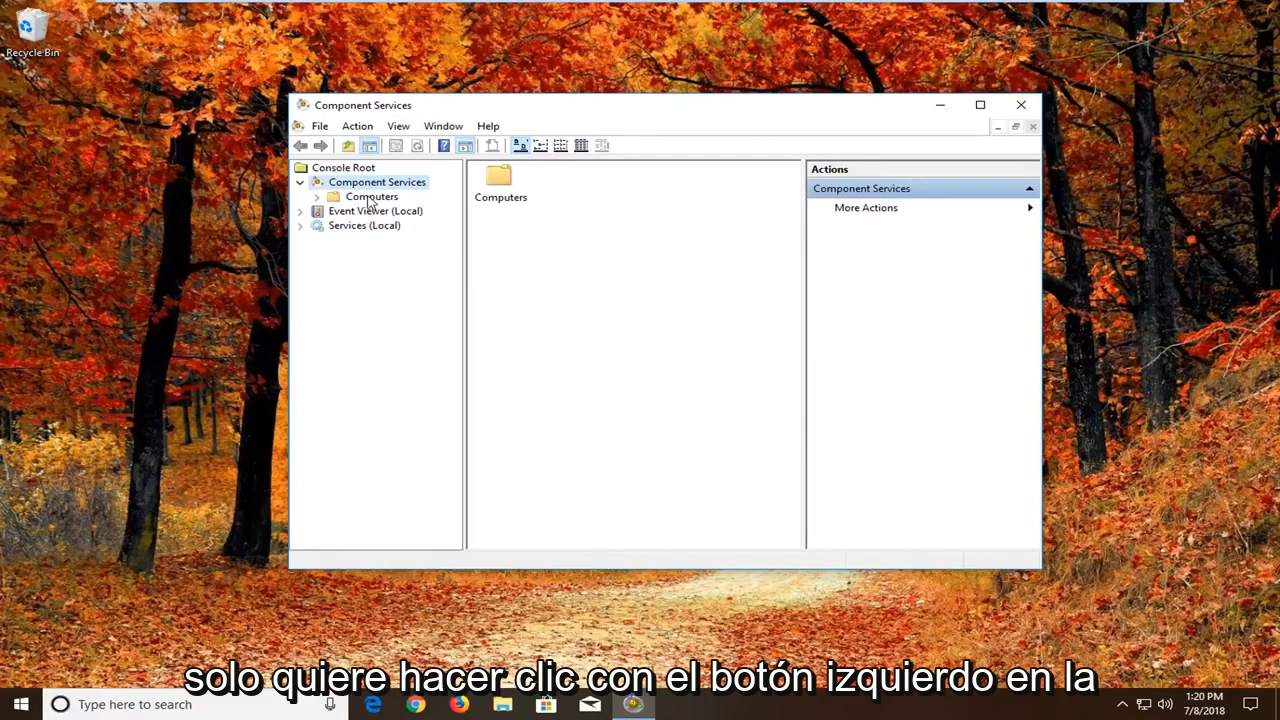 Recycle Bin
Component Services
File Action View Window Help
Console Root
Component Services
Computers
Event Viewer (Local)
Services (Local)
Computers
Actions
Component Services
More Actions
solo quiere hacer clic con el botón izquierdo en la
Type here to search
1:20 PM
7/8/2018